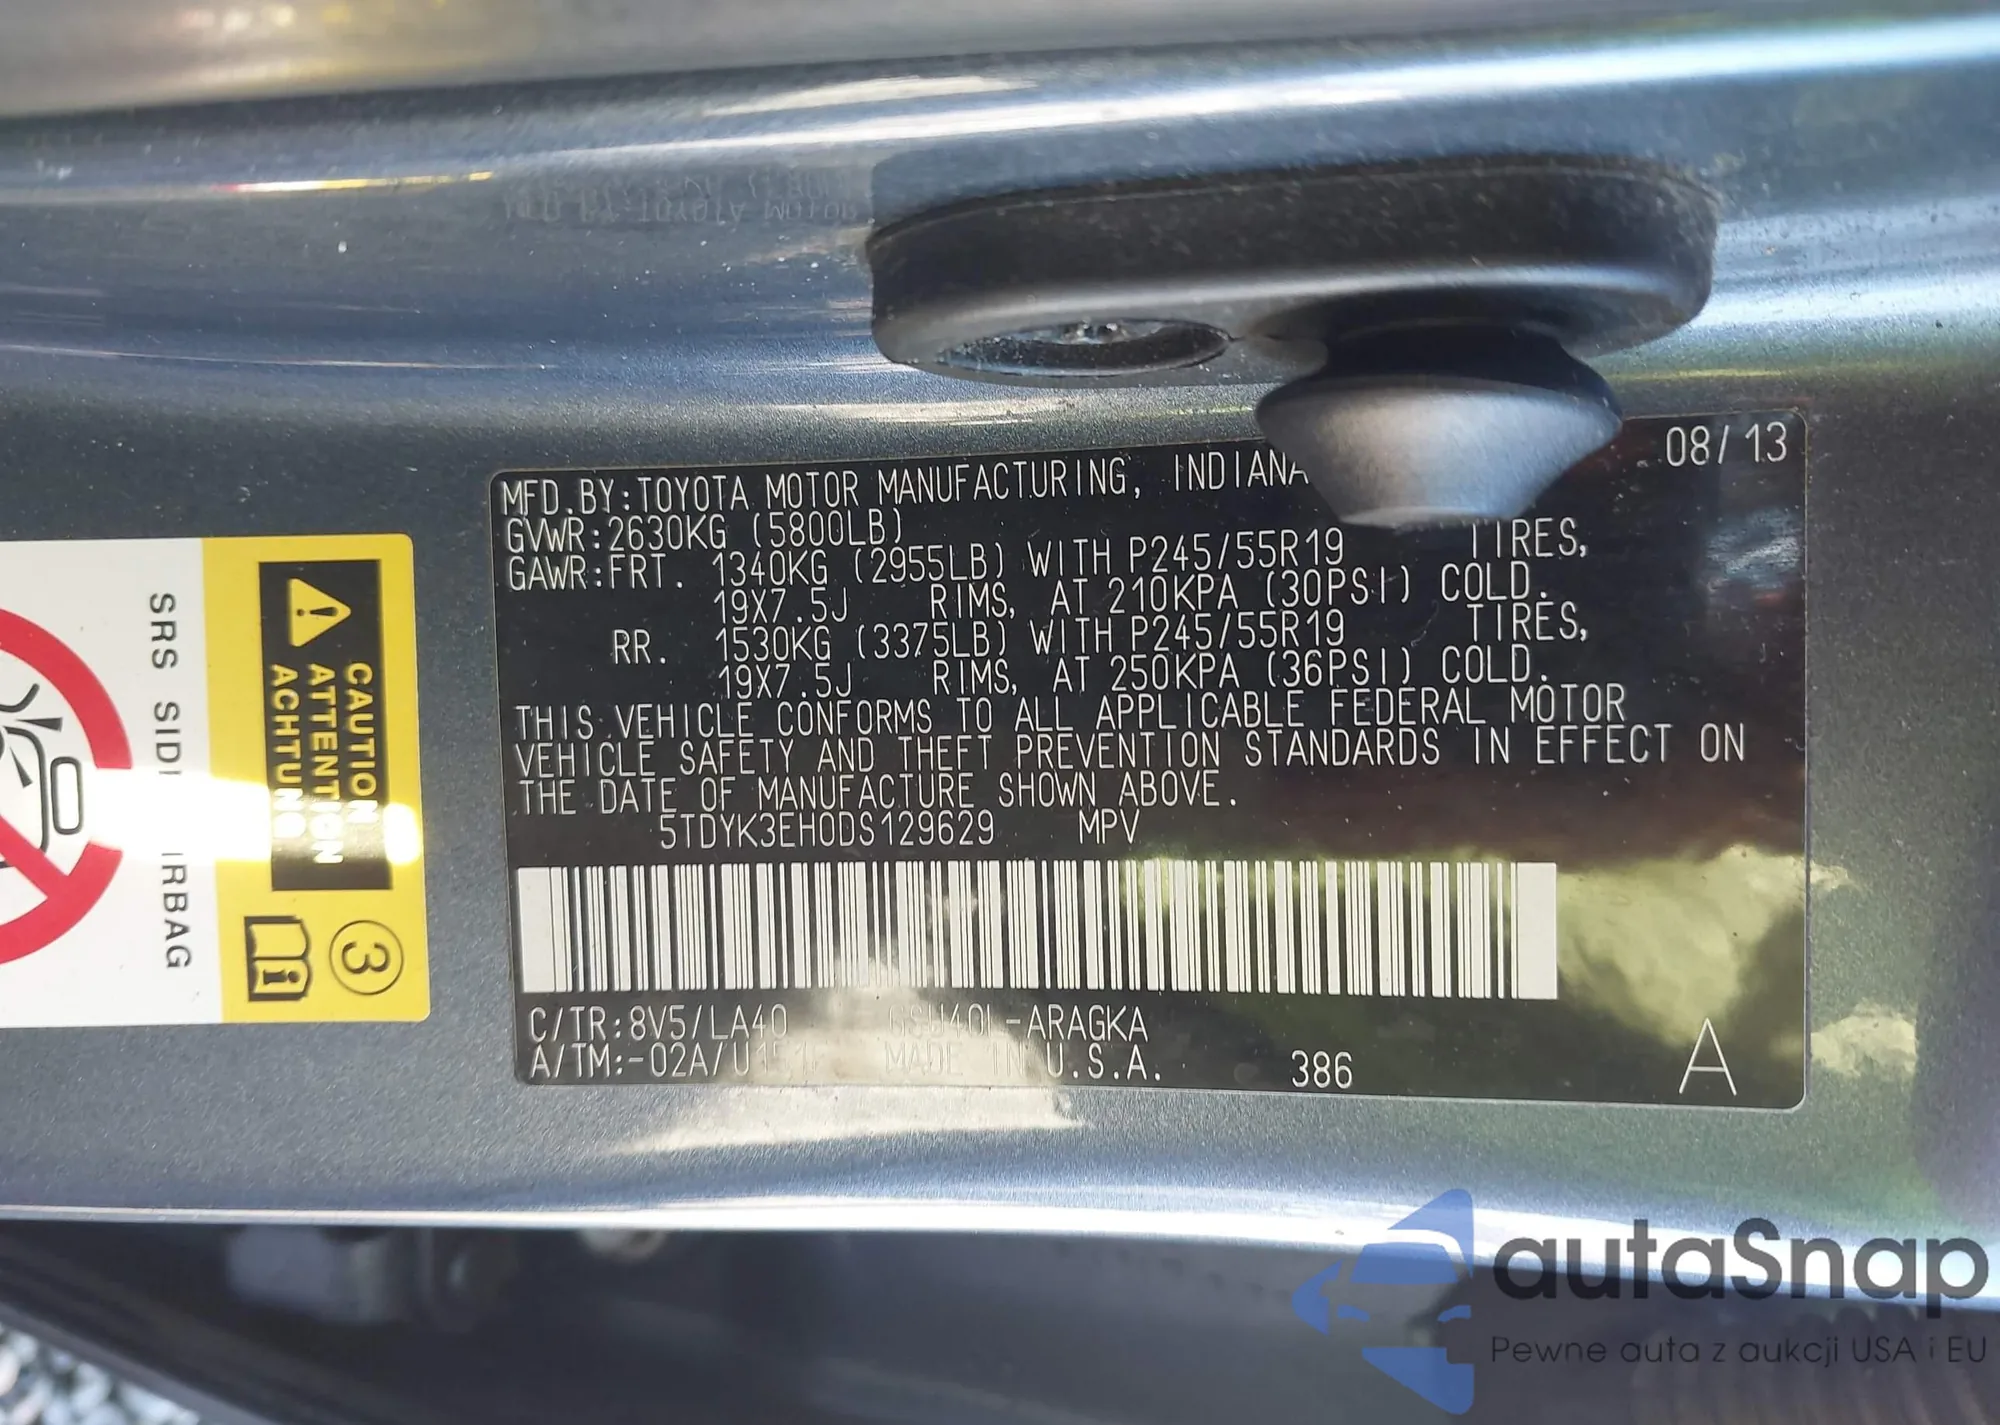 08/13
MFD.BY:TOYOTA MOTOR MANUFACTURING, INDIANA
GVWR:2630KG (5800LB)
GAWR:FRT. 1340KG (2955LB) WITH P245/55R19 TIRES,
19X7.5J RIMS, AT 210KPA (30PSI) COLD.
RR. 1530KG (3375LB) WITH P245/55R19 TIRES,
19X7.5J RIMS, AT 250KPA (36PSI) COLD.
THIS VEHICLE CONFORMS TO ALL APPLICABLE FEDERAL MOTOR
VEHICLE SAFETY AND THEFT PREVENTION STANDARDS IN EFFECT ON
THE DATE OF MANUFACTURE SHOWN ABOVE.
5TDYK3EH0DS129629 MPV
C/TR:8V5/LA40 GSU40L-ARAGKA
A/TM:-02A/ MADE IN U.S.A. 386
A
CAUTION
ATTENTION
ACHTUNG
3
SRS
autaSnap
Pewne auta z aukcji USA i EU